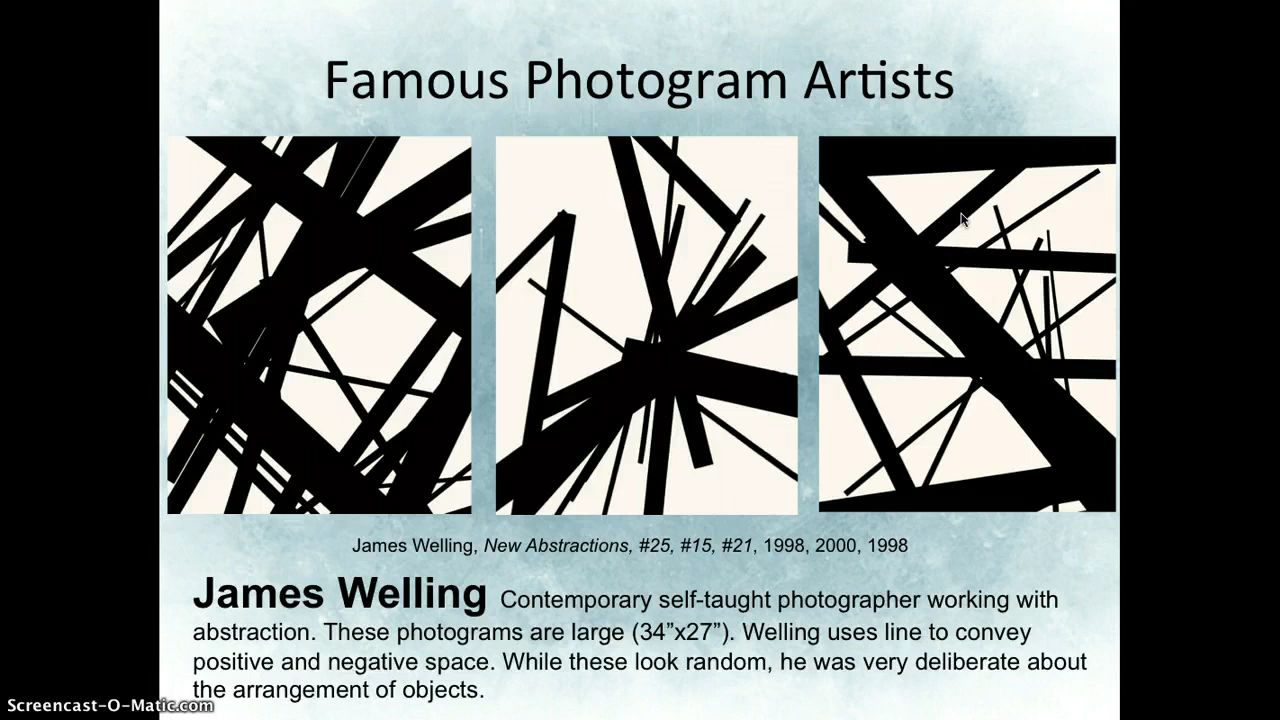 Famous Photogram Artists
James Welling, New Abstractions, #25, #15, #21, 1998, 2000, 1998
James Welling Contemporary self-taught photographer working with
abstraction. These photograms are large (34”x27”). Welling uses line to convey
positive and negative space. While these look random, he was very deliberate about
the arrangement of objects.
Screencast-O-Matic.com